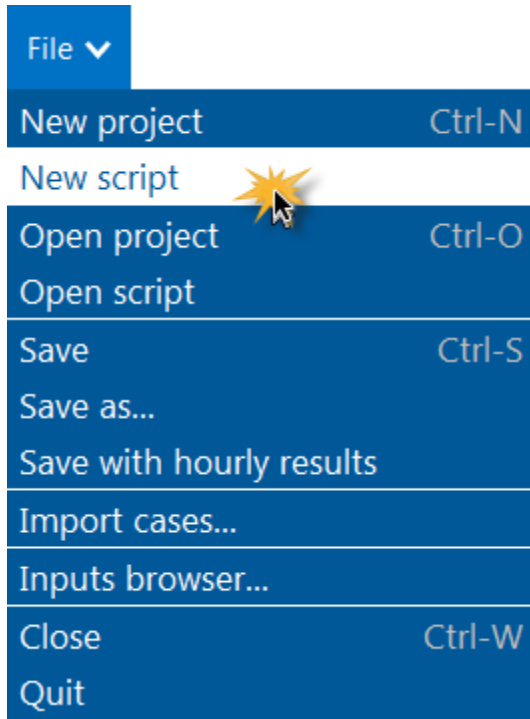 File
New project Ctrl-N
New script
Open project Ctrl-O
Open script
Save Ctrl-S
Save as...
Save with hourly results
Import cases...
Inputs browser...
Close Ctrl-W
Quit